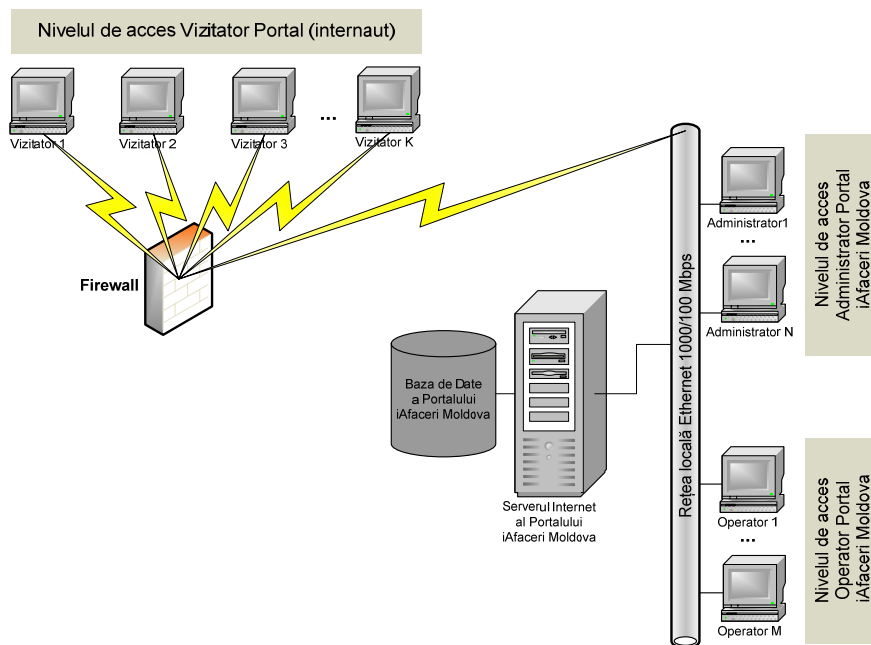 Nivelul de acces Vizitator Portal (internaut)
Vizitator 1
Vizitator 2
Vizitator 3
...
Vizitator K
Firewall
Baza de Date
a Portalului
iAfaceri Moldova
Serverul Internet
al Portalului
iAfaceri Moldova
Rețea locală Ethernet 1000/100 Mbps
Administrator1
...
Administrator N
Nivelul de acces
Administrator Portal
iAfaceri Moldova
Operator 1
...
Operator M
Nivelul de acces
Operator Portal
iAfaceri Moldova